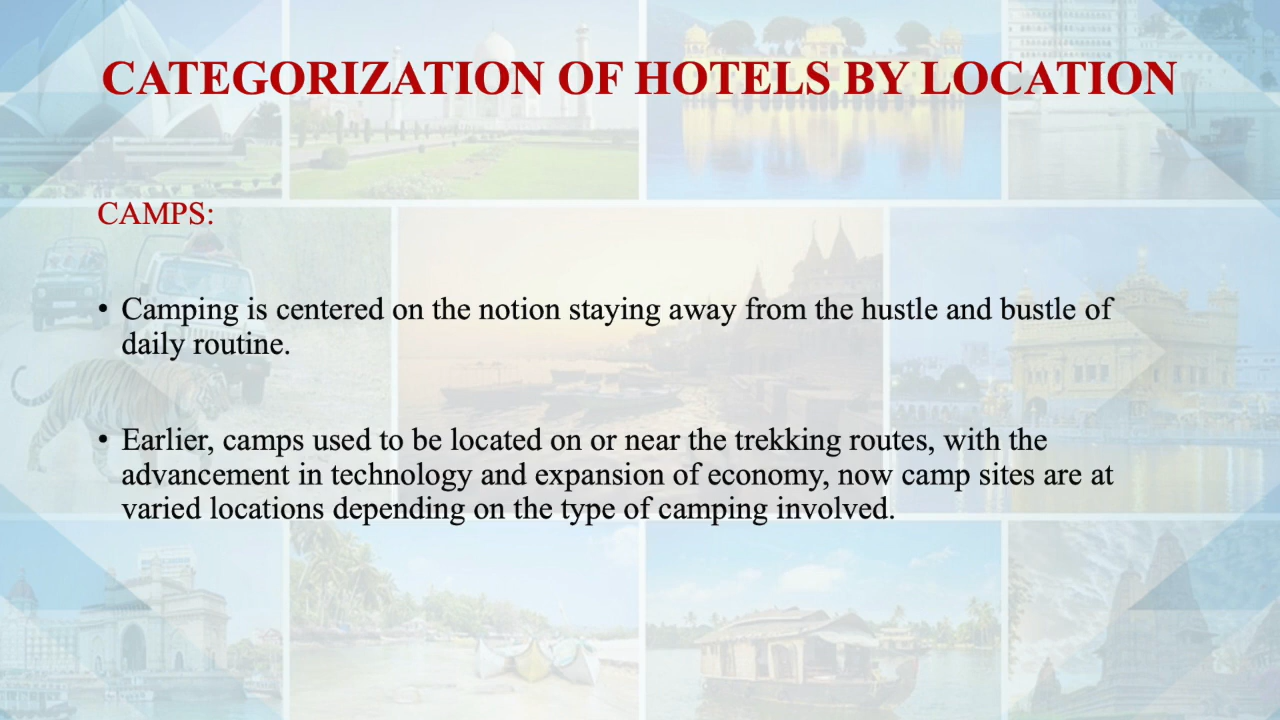 CATEGORIZATION OF HOTELS BY LOCATION
CAMPS:
• Camping is centered on the notion staying away from the hustle and bustle of
daily routine.
• Earlier, camps used to be located on or near the trekking routes, with the
advancement in technology and expansion of economy, now camp sites are at
varied locations depending on the type of camping involved.